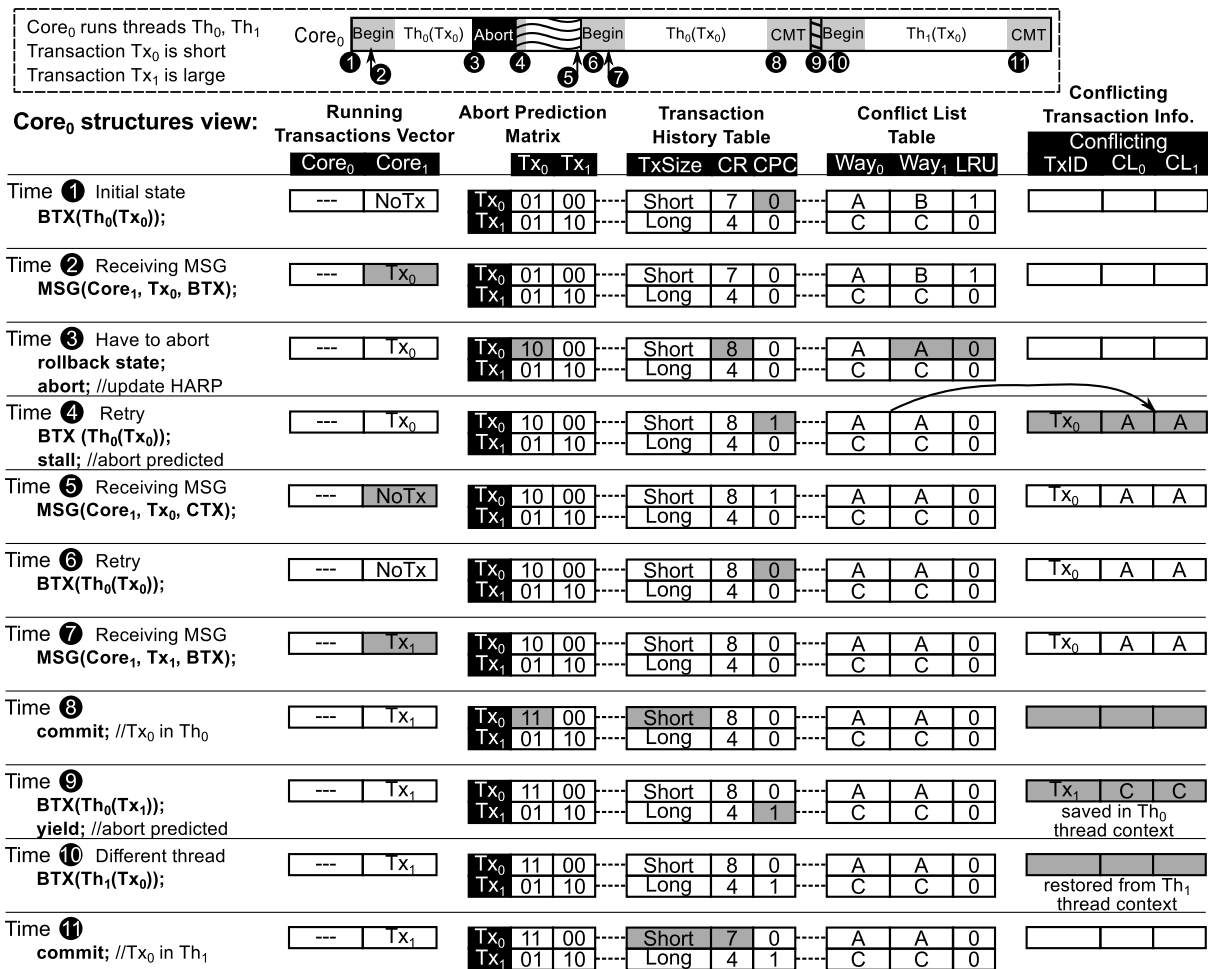 Core0 runs threads Th0, Th1
Transaction Tx0 is short
Transaction Tx1 is large
Core0 Begin Th0(Tx0) Abort Begin Th0(Tx0) CMT Begin Th1(Tx0) CMT
1 2 3 4 5 6 7 8 9 10 11
Core0 structures view:
Running Transactions Vector
Abort Prediction Matrix
Transaction History Table
Conflict List Table
Conflicting Transaction Info.
Conflicting
Core0 Core1 Tx0 Tx1 TxSize CR CPC Way0 Way1 LRU TxID CL0 CL1
Time 1 Initial state
BTX(Th0(Tx0));
--- NoTx Tx0 01 00 Short 7 0 A B 1
Tx1 01 10 Long 4 0 C C 0
Time 2 Receiving MSG
MSG(Core1, Tx0, BTX);
--- Tx0 Tx0 01 00 Short 7 0 A B 1
Tx1 01 10 Long 4 0 C C 0
Time 3 Have to abort
rollback state;
abort; //update HARP
--- Tx0 Tx0 10 00 Short 8 0 A A 0
Tx1 01 10 Long 4 0 C C 0
Time 4 Retry
BTX (Th0(Tx0));
stall; //abort predicted
--- Tx0 Tx0 10 00 Short 8 1 A A 0 Tx0 A A
Tx1 01 10 Long 4 0 C C 0
Time 5 Receiving MSG
MSG(Core1, Tx0, CTX);
--- NoTx Tx0 10 00 Short 8 1 A A 0 Tx0 A A
Tx1 01 10 Long 4 0 C C 0
Time 6 Retry
BTX(Th0(Tx0));
--- NoTx Tx0 10 00 Short 8 0 A A 0 Tx0 A A
Tx1 01 10 Long 4 0 C C 0
Time 7 Receiving MSG
MSG(Core1, Tx1, BTX);
--- Tx1 Tx0 10 00 Short 8 0 A A 0 Tx0 A A
Tx1 01 10 Long 4 0 C C 0
Time 8
commit; //Tx0 in Th0
--- Tx1 Tx0 11 00 Short 8 0 A A 0
Tx1 01 10 Long 4 0 C C 0
Time 9
BTX(Th0(Tx1));
yield; //abort predicted
--- Tx1 Tx0 11 00 Short 8 0 A A 0 Tx1 C C
Tx1 01 10 Long 4 1 C C 0
saved in Th0
thread context
Time 10 Different thread
BTX(Th1(Tx0));
--- Tx1 Tx0 11 00 Short 8 0 A A 0
Tx1 01 10 Long 4 1 C C 0
restored from Th1
thread context
Time 11
commit; //Tx0 in Th1
--- Tx1 Tx0 11 00 Short 7 0 A A 0
Tx1 01 10 Long 4 1 C C 0